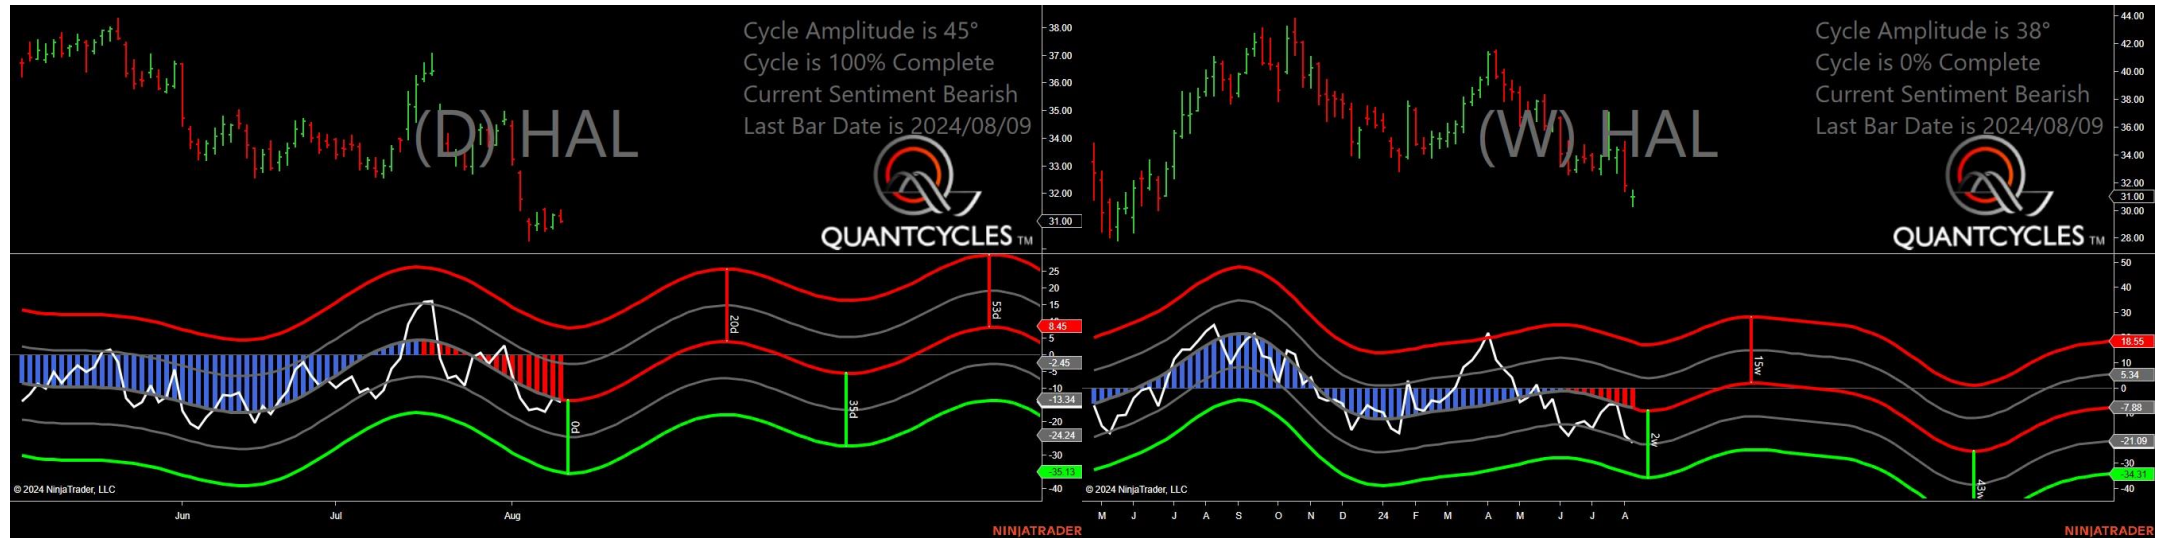 Cycle Amplitude is 45°
Cycle is 100% Complete
Current Sentiment Bearish
Last Bar Date is 2024/08/09
(D) HAL
QUANTCYCLES TM
38.00
37.00
36.00
35.00
34.00
33.00
32.00
31.00
25
20
15
8.45
5
0
-2.45
-5
-10
-13.34
-20
-24.24
-30
-35.13
-40
0d
20d
35d
53d
© 2024 NinjaTrader, LLC
Jun Jul Aug
NINJATRADER
Cycle Amplitude is 38°
Cycle is 0% Complete
Current Sentiment Bearish
Last Bar Date is 2024/08/09
(W) HAL
QUANTCYCLES TM
44.00
42.00
40.00
38.00
36.00
34.00
32.00
31.00
30.00
28.00
50
40
30
18.55
10
5.34
0
-7.88
-21.09
-30
-34.31
-40
2w
15w
43w
© 2024 NinjaTrader, LLC
M J J A S O N D 24 F M A M J J A
NINJATRADER